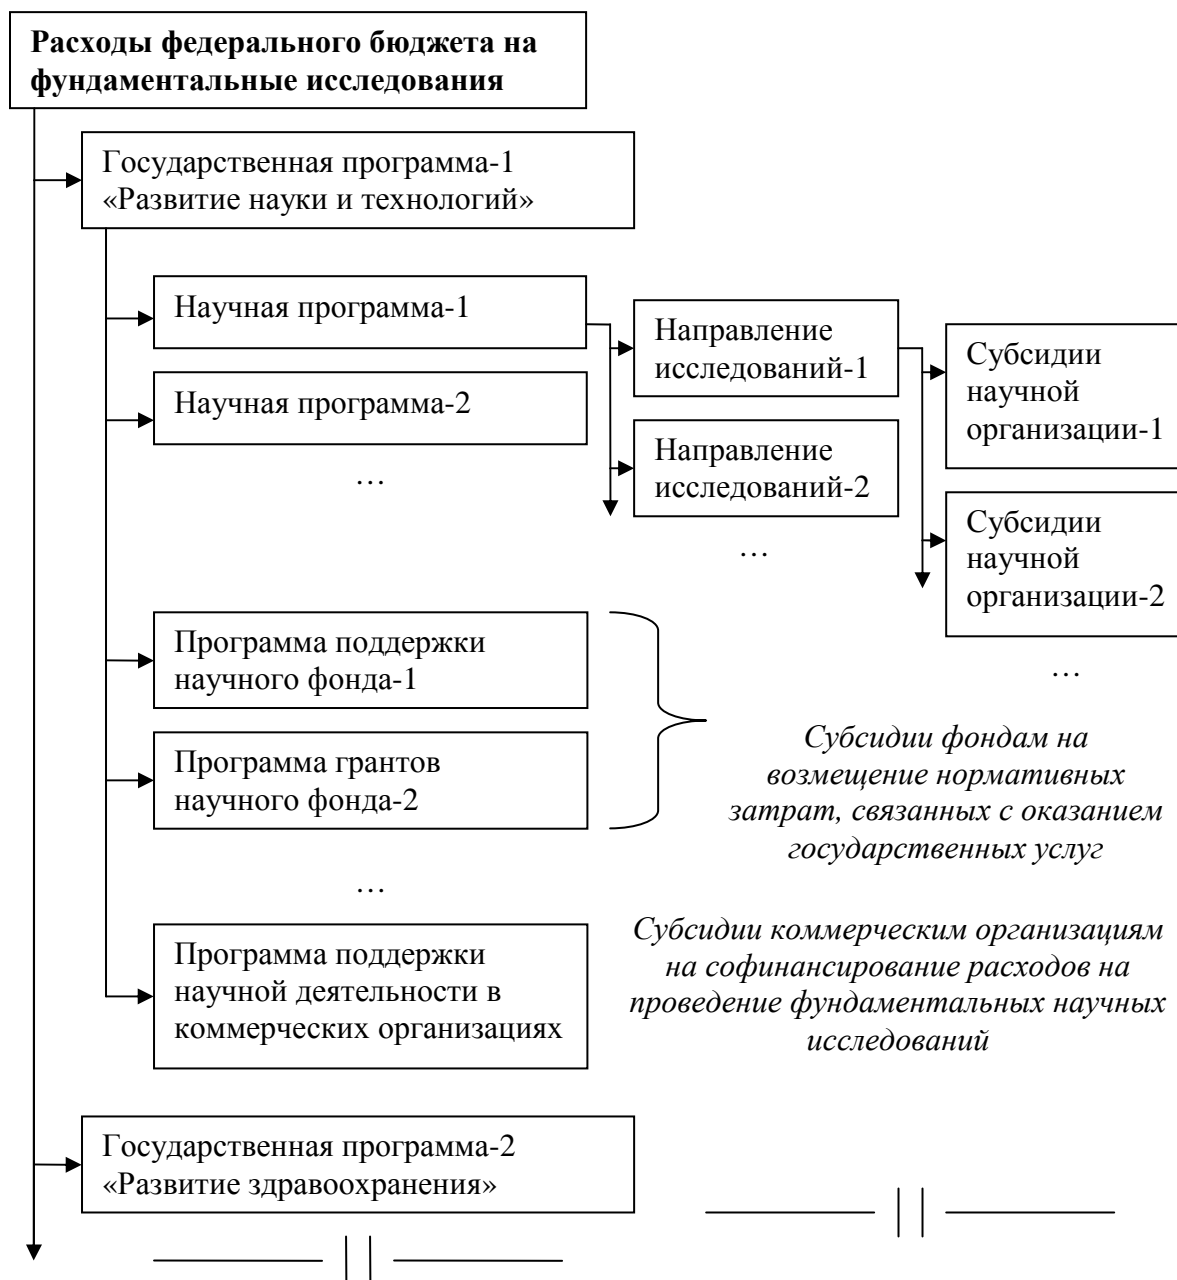 Расходы федерального бюджета на
фундаментальные исследования
Государственная программа-1
«Развитие науки и технологий»
Научная программа-1
Научная программа-2
…
Направление
исследований-1
Направление
исследований-2
…
Субсидии
научной
организации-1
Субсидии
научной
организации-2
…
Программа поддержки
научного фонда-1
Программа грантов
научного фонда-2
…
Субсидии фондам на
возмещение нормативных
затрат, связанных с оказанием
государственных услуг
Программа поддержки
научной деятельности в
коммерческих организациях
Субсидии коммерческим организациям
на софинансирование расходов на
проведение фундаментальных научных
исследований
Государственная программа-2
«Развитие здравоохранения»